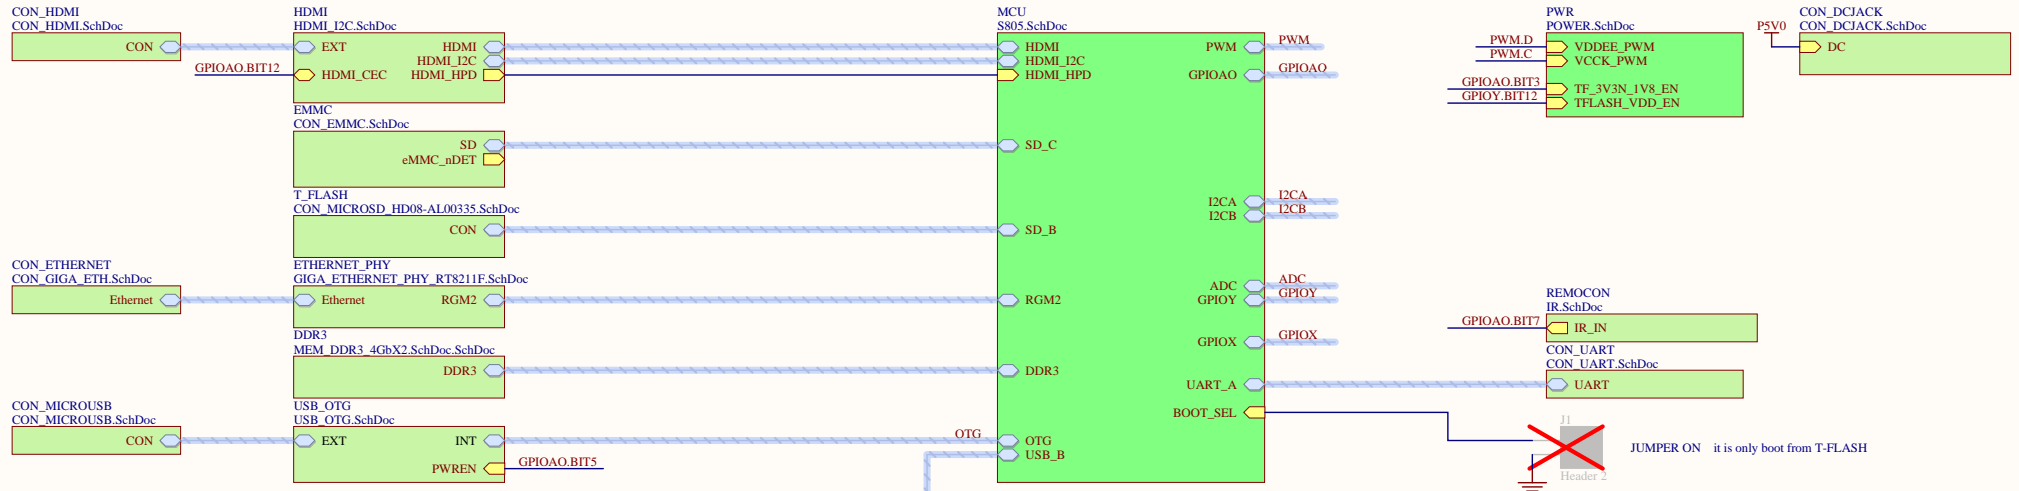 CON_HDMI
CON_HDMI.SchDoc
CON
HDMI
HDMI_I2C.SchDoc
EXT
HDMI
HDMI_I2C
HDMI_CEC
HDMI_HPD
GPIOAO.BIT12
EMMC
CON_EMMC.SchDoc
SD
eMMC_nDET
T_FLASH
CON_MICROSD_HD08-AL00335.SchDoc
CON
CON_ETHERNET
CON_GIGA_ETH.SchDoc
Ethernet
ETHERNET_PHY
GIGA_ETHERNET_PHY_RT8211F.SchDoc
Ethernet
RGM2
DDR3
MEM_DDR3_4GbX2.SchDoc.SchDoc
DDR3
CON_MICROUSB
CON_MICROUSB.SchDoc
CON
USB_OTG
USB_OTG.SchDoc
EXT
INT
PWREN
GPIOAO.BIT5
OTG
MCU
S805.SchDoc
HDMI
HDMI_I2C
HDMI_HPD
SD_C
SD_B
RGM2
DDR3
OTG
USB_B
PWM
GPIOAO
I2CA
I2CB
ADC
GPIOY
GPIOX
UART_A
BOOT_SEL
PWM
GPIOAO
I2CA
I2CB
ADC
GPIOY
GPIOX
PWR
POWER.SchDoc
PWM.D
PWM.C
GPIOAO.BIT3
GPIOY.BIT12
VDDEE_PWM
VCCK_PWM
TF_3V3N_1V8_EN
TFLASH_VDD_EN
P5V0
CON_DCJACK
CON_DCJACK.SchDoc
DC
REMOCON
IR.SchDoc
GPIOAO.BIT7
IR_IN
CON_UART
CON_UART.SchDoc
UART
J1
Header 2
JUMPER ON it is only boot from T-FLASH